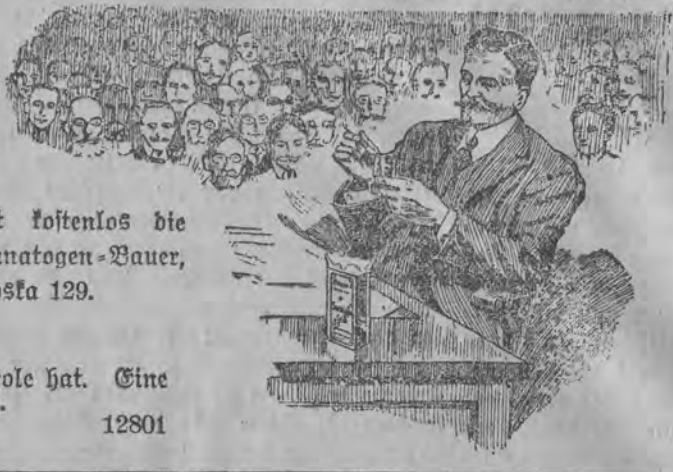 t kostenlos die
natogen=Bauer,
ska 129.
ole hat. Eine
12801